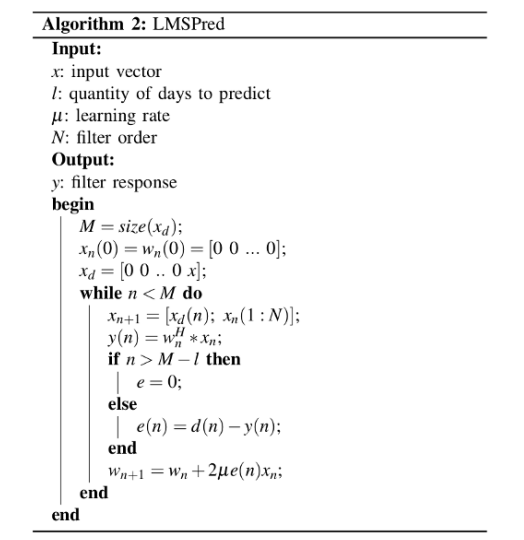 Algorithm 2: LMSPred
Input:
x: input vector
l: quantity of days to predict
μ: learning rate
N: filter order
Output:
y: filter response
begin
M = size(x_d);
x_n(0) = w_n(0) = [0 0 ... 0];
x_d = [0 0 .. 0 x];
while n < M do
x_{n+1} = [x_d(n); x_n(1 : N)];
y(n) = w_n^H * x_n;
if n > M − l then
e = 0;
else
e(n) = d(n) − y(n);
end
w_{n+1} = w_n + 2μe(n)x_n;
end
end